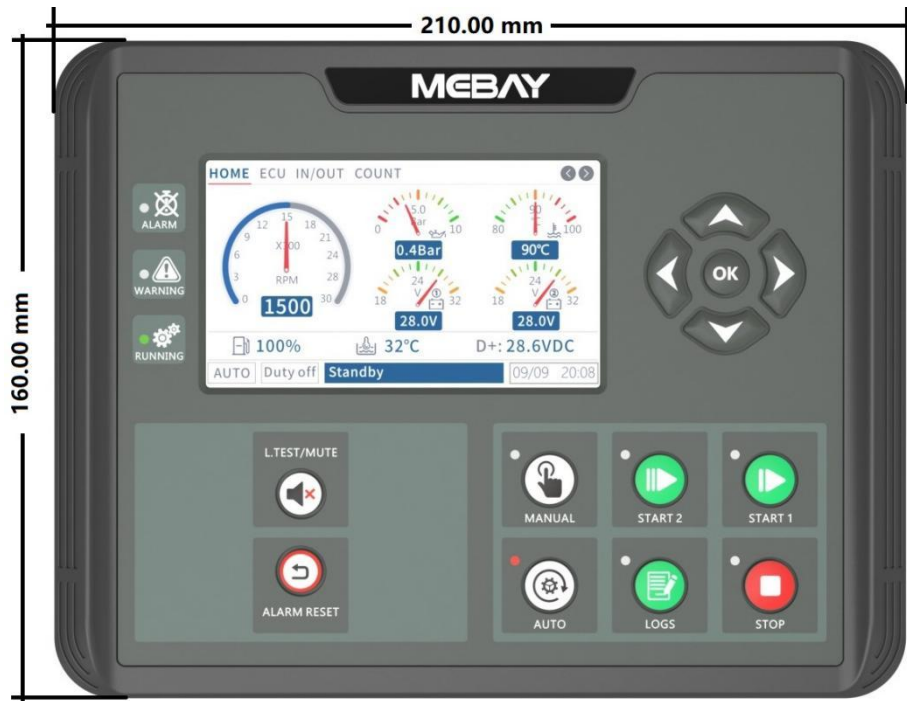 210.00 mm
160.00 mm
MEBAY
HOME ECU IN/OUT COUNT
0 3 6 9 12 15 18 21 24 28 30
X100
RPM
1500
0 5.0 10
Bar
0.4Bar
80 90 100
90℃
18 24 32
V
①
28.0V
18 24 32
V
②
28.0V
100%
32℃
D+: 28.6VDC
AUTO Duty off Standby 09/09 20:08
ALARM
WARNING
RUNNING
OK
L.TEST/MUTE
ALARM RESET
MANUAL
START 2
START 1
AUTO
LOGS
STOP